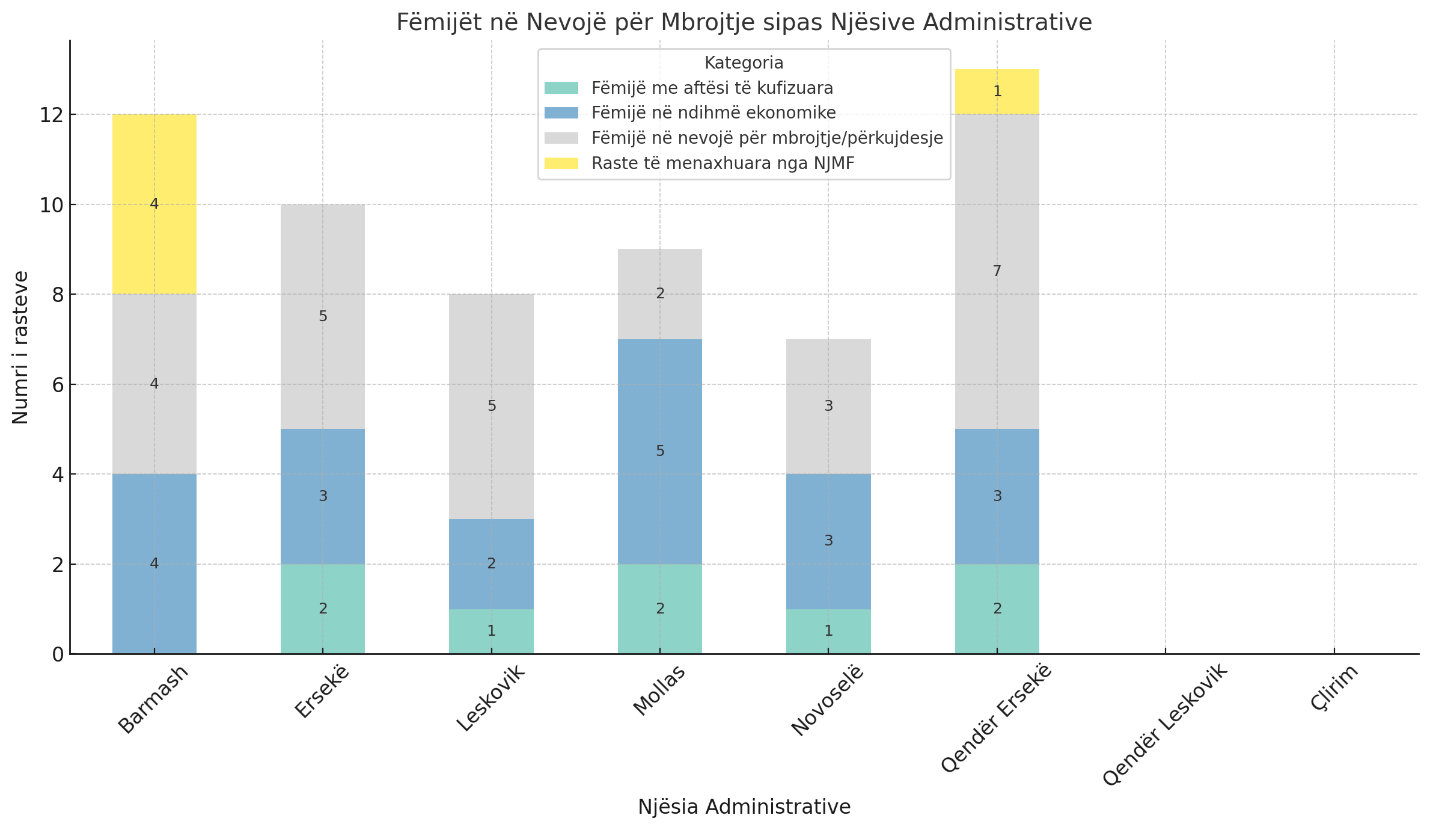 Fëmijët në Nevojë për Mbrojtje sipas Njësive Administrative
Kategoria
Fëmijë me aftësi të kufizuara
Fëmijë në ndihmë ekonomike
Fëmijë në nevojë për mbrojtje/përkujdesje
Raste të menaxhuara nga NJMF
Numri i rasteve
12
10
8
6
4
2
0
4
4
4
5
3
2
5
2
1
2
5
2
3
3
1
1
7
3
2
Barmash
Ersekë
Leskovik
Mollas
Novoselë
Qendër Ersekë
Qendër Leskovik
Çlirim
Njësia Administrative